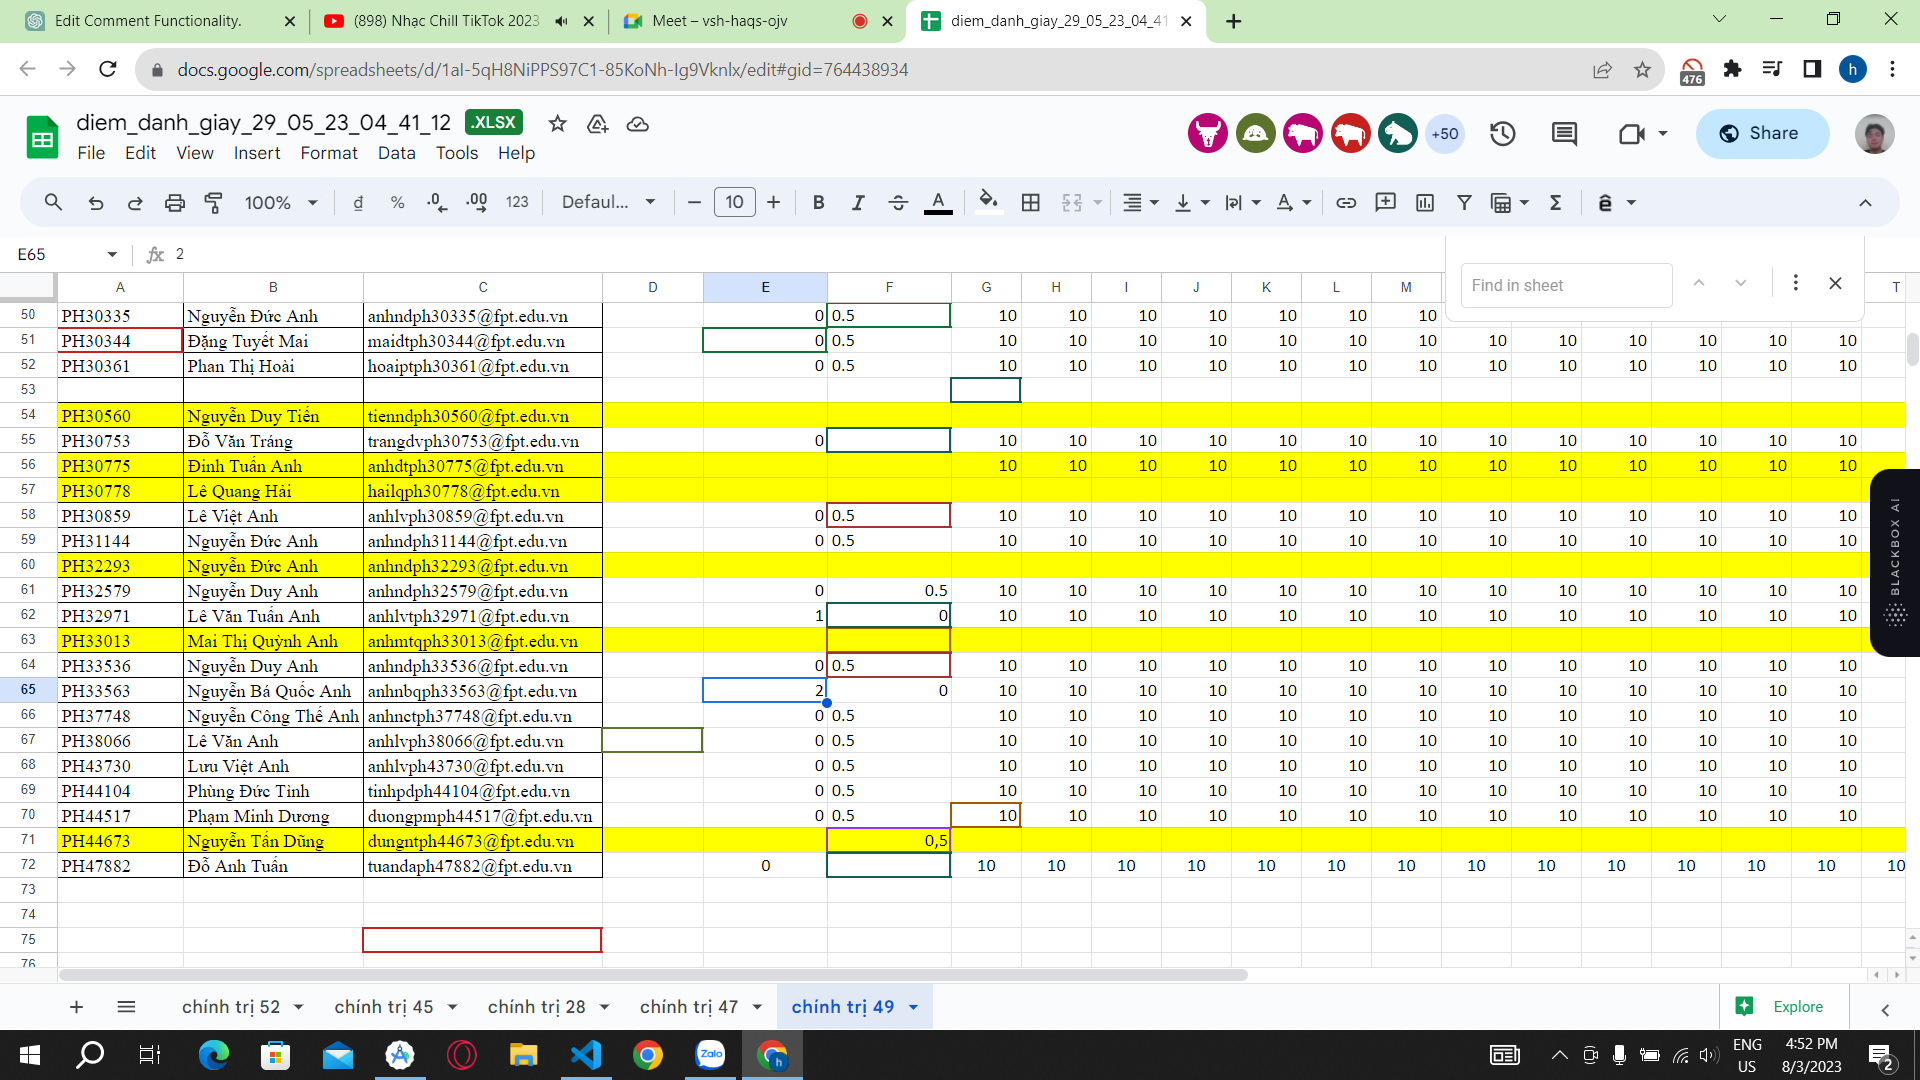 Edit Comment Functionality.
(898) Nhạc Chill TikTok 2023
Meet – vsh-haqs-ojv
diem_danh_giay_29_05_23_04_41
docs.google.com/spreadsheets/d/1aI-5qH8NiPPS97C1-85KoNh-Ig9Vknlx/edit#gid=764438934
476
h
diem_danh_giay_29_05_23_04_41_12 .XLSX
+50
Share
File Edit View Insert Format Data Tools Help
100% đ % .0 .00 123 Defaul... 10 B I S A
E65 fx 2
Find in sheet
A B C D E F G H I J K L M T
50 PH30335 Nguyễn Đức Anh anhndph30335@fpt.edu.vn 0 0.5 10 10 10 10 10 10 10
51 PH30344 Đặng Tuyết Mai maidtph30344@fpt.edu.vn 0 0.5 10 10 10 10 10 10 10 10 10 10 10 10 10
52 PH30361 Phan Thị Hoài hoaiptph30361@fpt.edu.vn 0 0.5 10 10 10 10 10 10 10 10 10 10 10 10 10
53
54 PH30560 Nguyễn Duy Tiến tienndph30560@fpt.edu.vn
55 PH30753 Đỗ Văn Tráng trangdvph30753@fpt.edu.vn 0 10 10 10 10 10 10 10 10 10 10 10 10 10
56 PH30775 Đinh Tuấn Anh anhdtph30775@fpt.edu.vn 10 10 10 10 10 10 10 10 10 10 10 10 10
57 PH30778 Lê Quang Hải hailqph30778@fpt.edu.vn
58 PH30859 Lê Việt Anh anhlvph30859@fpt.edu.vn 0 0.5 10 10 10 10 10 10 10 10 10 10 10 10 10
59 PH31144 Nguyễn Đức Anh anhndph31144@fpt.edu.vn 0 0.5 10 10 10 10 10 10 10 10 10 10 10 10 10
60 PH32293 Nguyễn Đức Anh anhndph32293@fpt.edu.vn
61 PH32579 Nguyễn Duy Anh anhndph32579@fpt.edu.vn 0 0.5 10 10 10 10 10 10 10 10 10 10 10 10 10
62 PH32971 Lê Văn Tuấn Anh anhlvtph32971@fpt.edu.vn 1 0 10 10 10 10 10 10 10 10 10 10 10 10 10
63 PH33013 Mai Thị Quỳnh Anh anhmtqph33013@fpt.edu.vn
64 PH33536 Nguyễn Duy Anh anhndph33536@fpt.edu.vn 0 0.5 10 10 10 10 10 10 10 10 10 10 10 10 10
65 PH33563 Nguyễn Bá Quốc Anh anhnbqph33563@fpt.edu.vn 2 0 10 10 10 10 10 10 10 10 10 10 10 10 10
66 PH37748 Nguyễn Công Thế Anh anhnctph37748@fpt.edu.vn 0 0.5 10 10 10 10 10 10 10 10 10 10 10 10 10
67 PH38066 Lê Văn Anh anhlvph38066@fpt.edu.vn 0 0.5 10 10 10 10 10 10 10 10 10 10 10 10 10
68 PH43730 Lưu Việt Anh anhlvph43730@fpt.edu.vn 0 0.5 10 10 10 10 10 10 10 10 10 10 10 10 10
69 PH44104 Phùng Đức Tình tinhpdph44104@fpt.edu.vn 0 0.5 10 10 10 10 10 10 10 10 10 10 10 10 10
70 PH44517 Phạm Minh Dương duongpmph44517@fpt.edu.vn 0 0.5 10 10 10 10 10 10 10 10 10 10 10 10 10
71 PH44673 Nguyễn Tấn Dũng dungntph44673@fpt.edu.vn 0,5
72 PH47882 Đỗ Anh Tuấn tuandaph47882@fpt.edu.vn 0 10 10 10 10 10 10 10 10 10 10 10 10 10 10
73
74
75
76
BLACKBOX AI
chính trị 52 chính trị 45 chính trị 28 chính trị 47 chính trị 49
Explore
Zalo
h
ENG
US
4:52 PM
8/3/2023
2